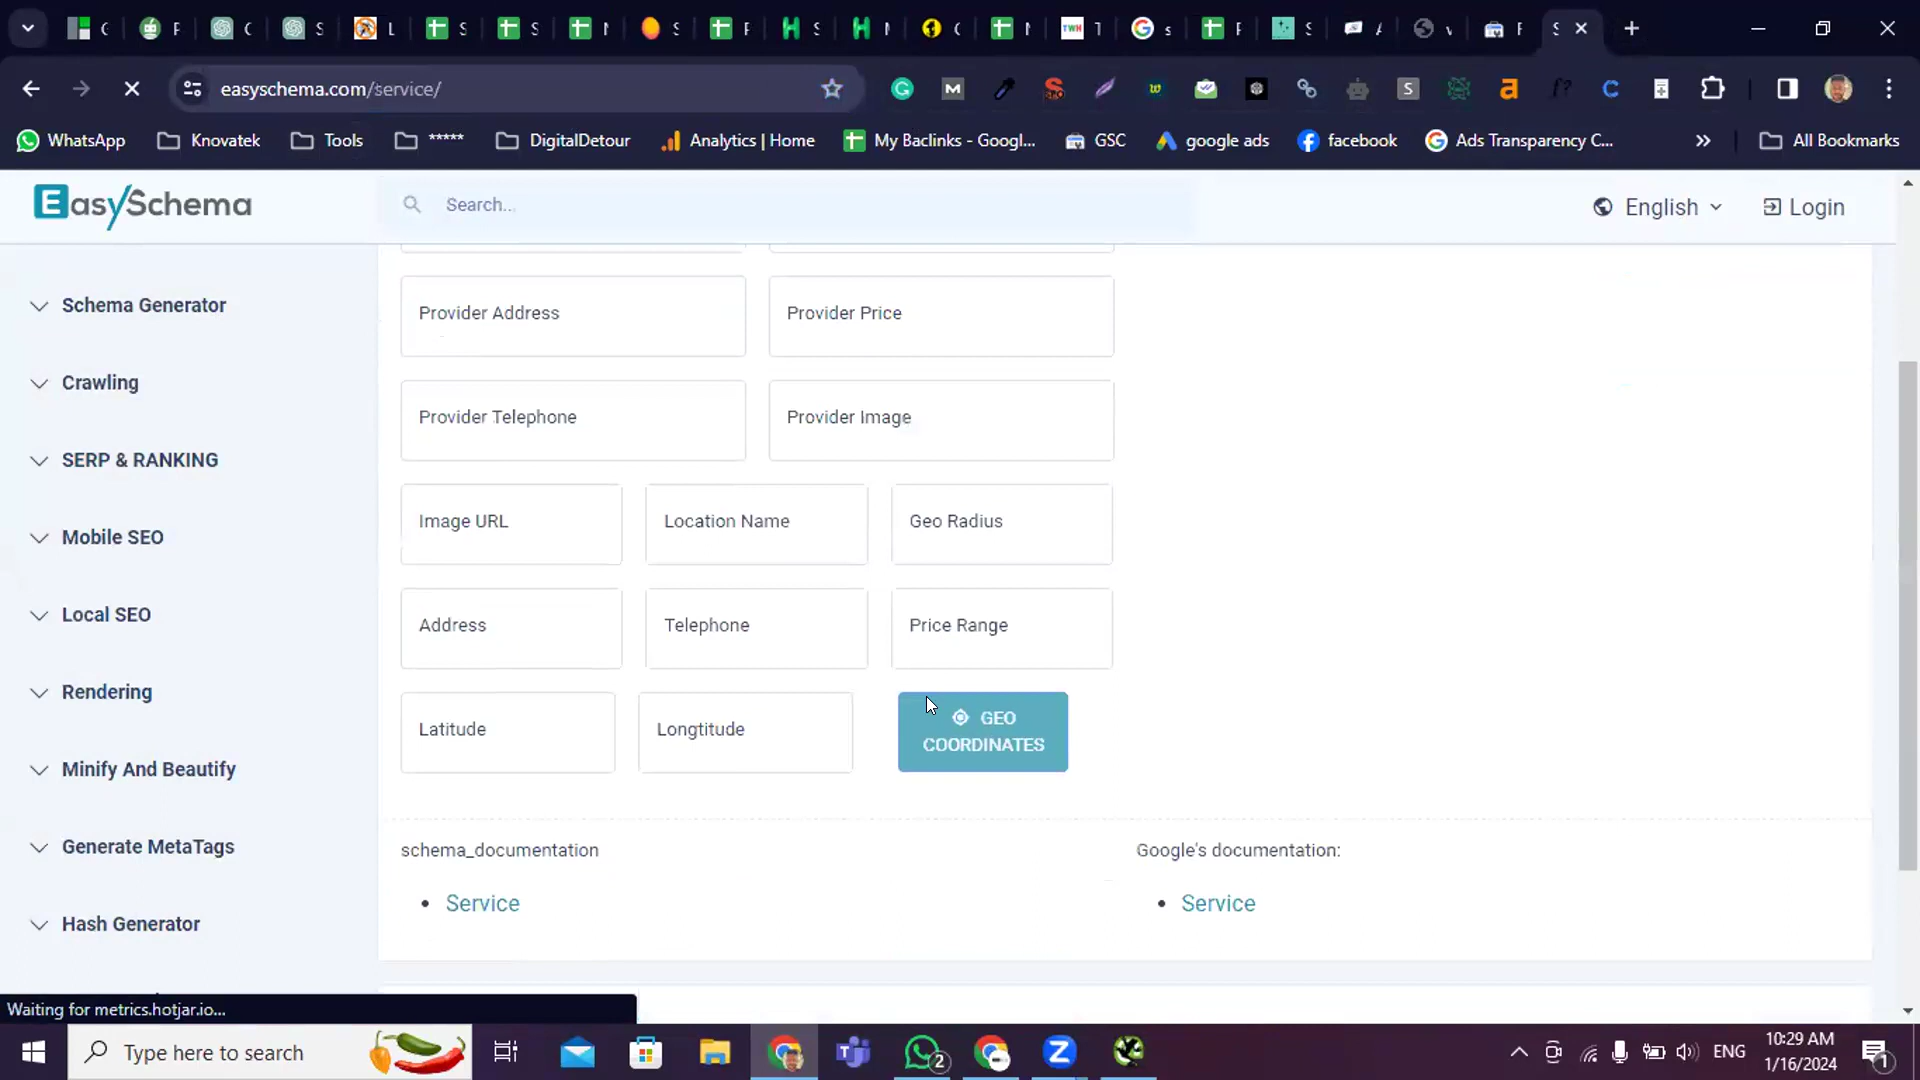 easyschema.com/service/
WhatsApp Knovatek Tools ***** DigitalDetour Analytics | Home My Baclinks - Googl... GSC google ads facebook Ads Transparency C... » All Bookmarks
EasySchema
Search...
English
Login
Schema Generator
Crawling
SERP & RANKING
Mobile SEO
Local SEO
Rendering
Minify And Beautify
Generate MetaTags
Hash Generator
Provider Address
Provider Price
Provider Telephone
Provider Image
Image URL
Location Name
Geo Radius
Address
Telephone
Price Range
Latitude
Longtitude
GEO
COORDINATES
schema_documentation
• Service
Google's documentation:
• Service
Waiting for metrics.hotjar.io...
Type here to search
2
ENG
10:29 AM
1/16/2024
1